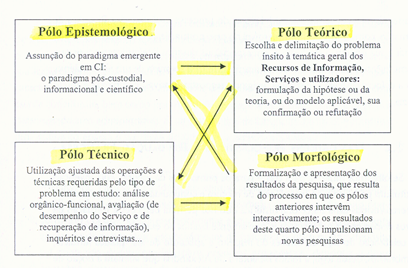 Pólo Epistemológico
Assunção do paradigma emergente
em CI:
o paradigma pós-custodial,
informacional e científico
Pólo Teórico
Escolha e delimitação do problema
ínsito à temática geral dos
Recursos de Informação,
Serviços e utilizadores:
formulação da hipótese ou da
teoria, ou do modelo aplicável, sua
confirmação ou refutação
Pólo Técnico
Utilização ajustada das operações e
técnicas requeridas pelo tipo de
problema em estudo: análise
orgânico-funcional, avaliação (de
desempenho do Serviço e de
recuperação de informação),
inquéritos e entrevistas...
Pólo Morfológico
Formalização e apresentação dos
resultados da pesquisa, que resulta
do processo em que os pólos
anteriores intervêm
interactivamente; os resultados
deste quarto pólo impulsionam
novas pesquisas